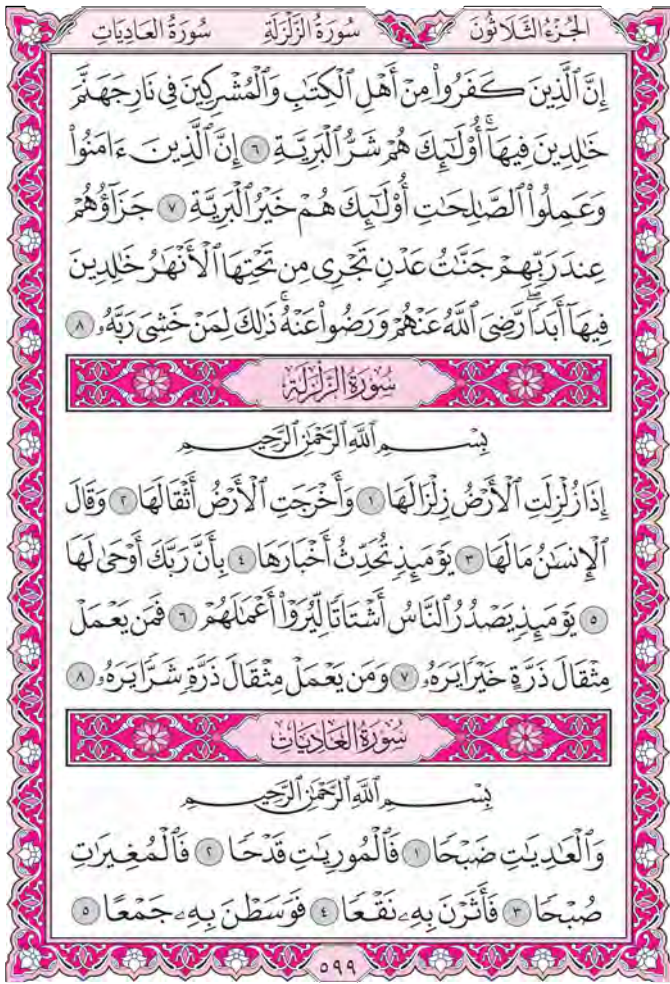 الجُزْءُ الثَّلَاثُونَ سُورَةُ الزَّلْزَلَةِ سُورَةُ العَادِيَاتِ
إِنَّ ٱلَّذِينَ كَفَرُواْ مِنْ أَهْلِ ٱلْكِتَٰبِ وَٱلْمُشْرِكِينَ فِي نَارِ جَهَنَّمَ
خَٰلِدِينَ فِيهَآۚ أُوْلَٰٓئِكَ هُمْ شَرُّ ٱلْبَرِيَّةِ ٦ إِنَّ ٱلَّذِينَ ءَامَنُواْ
وَعَمِلُواْ ٱلصَّٰلِحَٰتِ أُوْلَٰٓئِكَ هُمْ خَيْرُ ٱلْبَرِيَّةِ ٧ جَزَآؤُهُمْ
عِندَ رَبِّهِمْ جَنَّٰتُ عَدْنٍ تَجْرِي مِن تَحْتِهَا ٱلْأَنْهَٰرُ خَٰلِدِينَ
فِيهَآ أَبَدًاۖ رَّضِيَ ٱللَّهُ عَنْهُمْ وَرَضُواْ عَنْهُۚ ذَٰلِكَ لِمَنْ خَشِيَ رَبَّهُۥ ٨
سُورَةُ الزَّلْزَلَةِ
بِسْمِ ٱللَّهِ ٱلرَّحْمَٰنِ ٱلرَّحِيمِ
إِذَا زُلْزِلَتِ ٱلْأَرْضُ زِلْزَالَهَا ١ وَأَخْرَجَتِ ٱلْأَرْضُ أَثْقَالَهَا ٢ وَقَالَ
ٱلْإِنسَٰنُ مَا لَهَا ٣ يَوْمَئِذٍ تُحَدِّثُ أَخْبَارَهَا ٤ بِأَنَّ رَبَّكَ أَوْحَىٰ لَهَا
٥ يَوْمَئِذٍ يَصْدُرُ ٱلنَّاسُ أَشْتَاتًا لِّيُرَوْاْ أَعْمَٰلَهُمْ ٦ فَمَن يَعْمَلْ
مِثْقَالَ ذَرَّةٍ خَيْرًا يَرَهُۥ ٧ وَمَن يَعْمَلْ مِثْقَالَ ذَرَّةٍ شَرًّا يَرَهُۥ ٨
سُورَةُ العَادِيَاتِ
بِسْمِ ٱللَّهِ ٱلرَّحْمَٰنِ ٱلرَّحِيمِ
وَٱلْعَٰدِيَٰتِ ضَبْحًا ١ فَٱلْمُورِيَٰتِ قَدْحًا ٢ فَٱلْمُغِيرَٰتِ
صُبْحًا ٣ فَأَثَرْنَ بِهِۦ نَقْعًا ٤ فَوَسَطْنَ بِهِۦ جَمْعًا ٥
٥٩٩